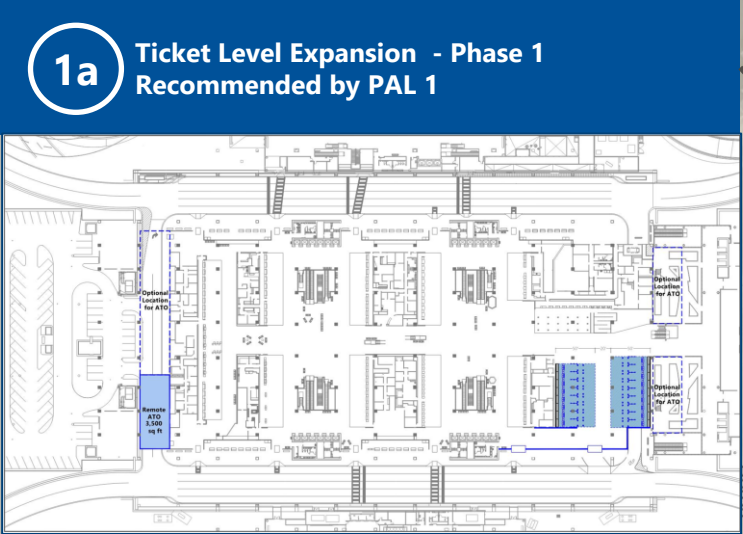 1a
Ticket Level Expansion - Phase 1
Recommended by PAL 1
Optional
Location
for ATO
Optional
Location
for ATO
Remote
ATO
3,500
sq ft
Optional
Location
for ATO